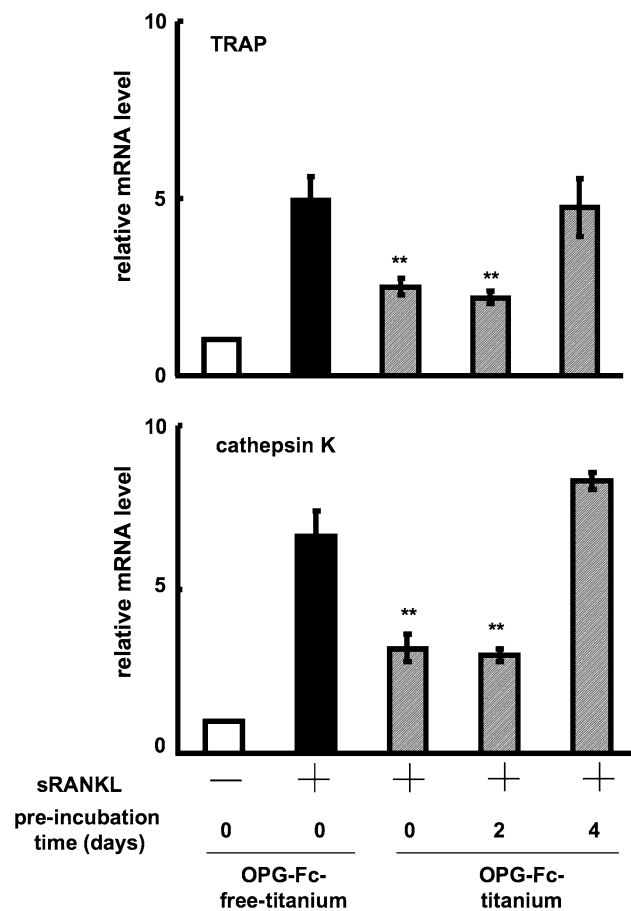 10
TRAP
relative mRNA level
5
**
**
0
10
cathepsin K
relative mRNA level
5
**
**
0
sRANKL — + + + +
pre-incubation
time (days) 0 0 0 2 4
OPG-Fc-
free-titanium
OPG-Fc-
titanium